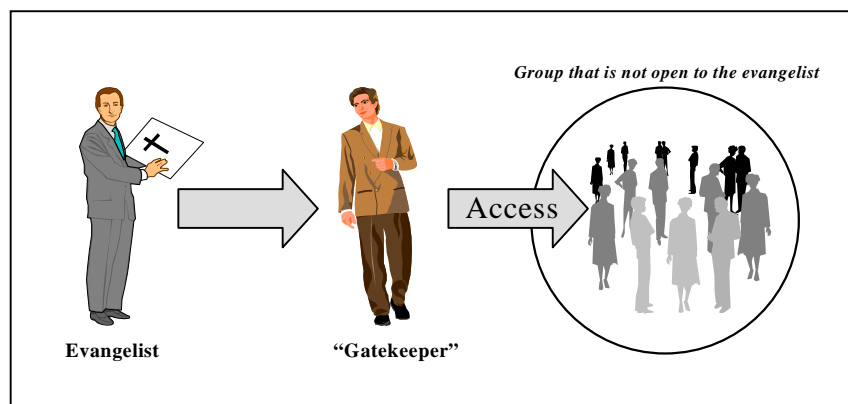 Group that is not open to the evangelist
Access
Evangelist
“Gatekeeper”